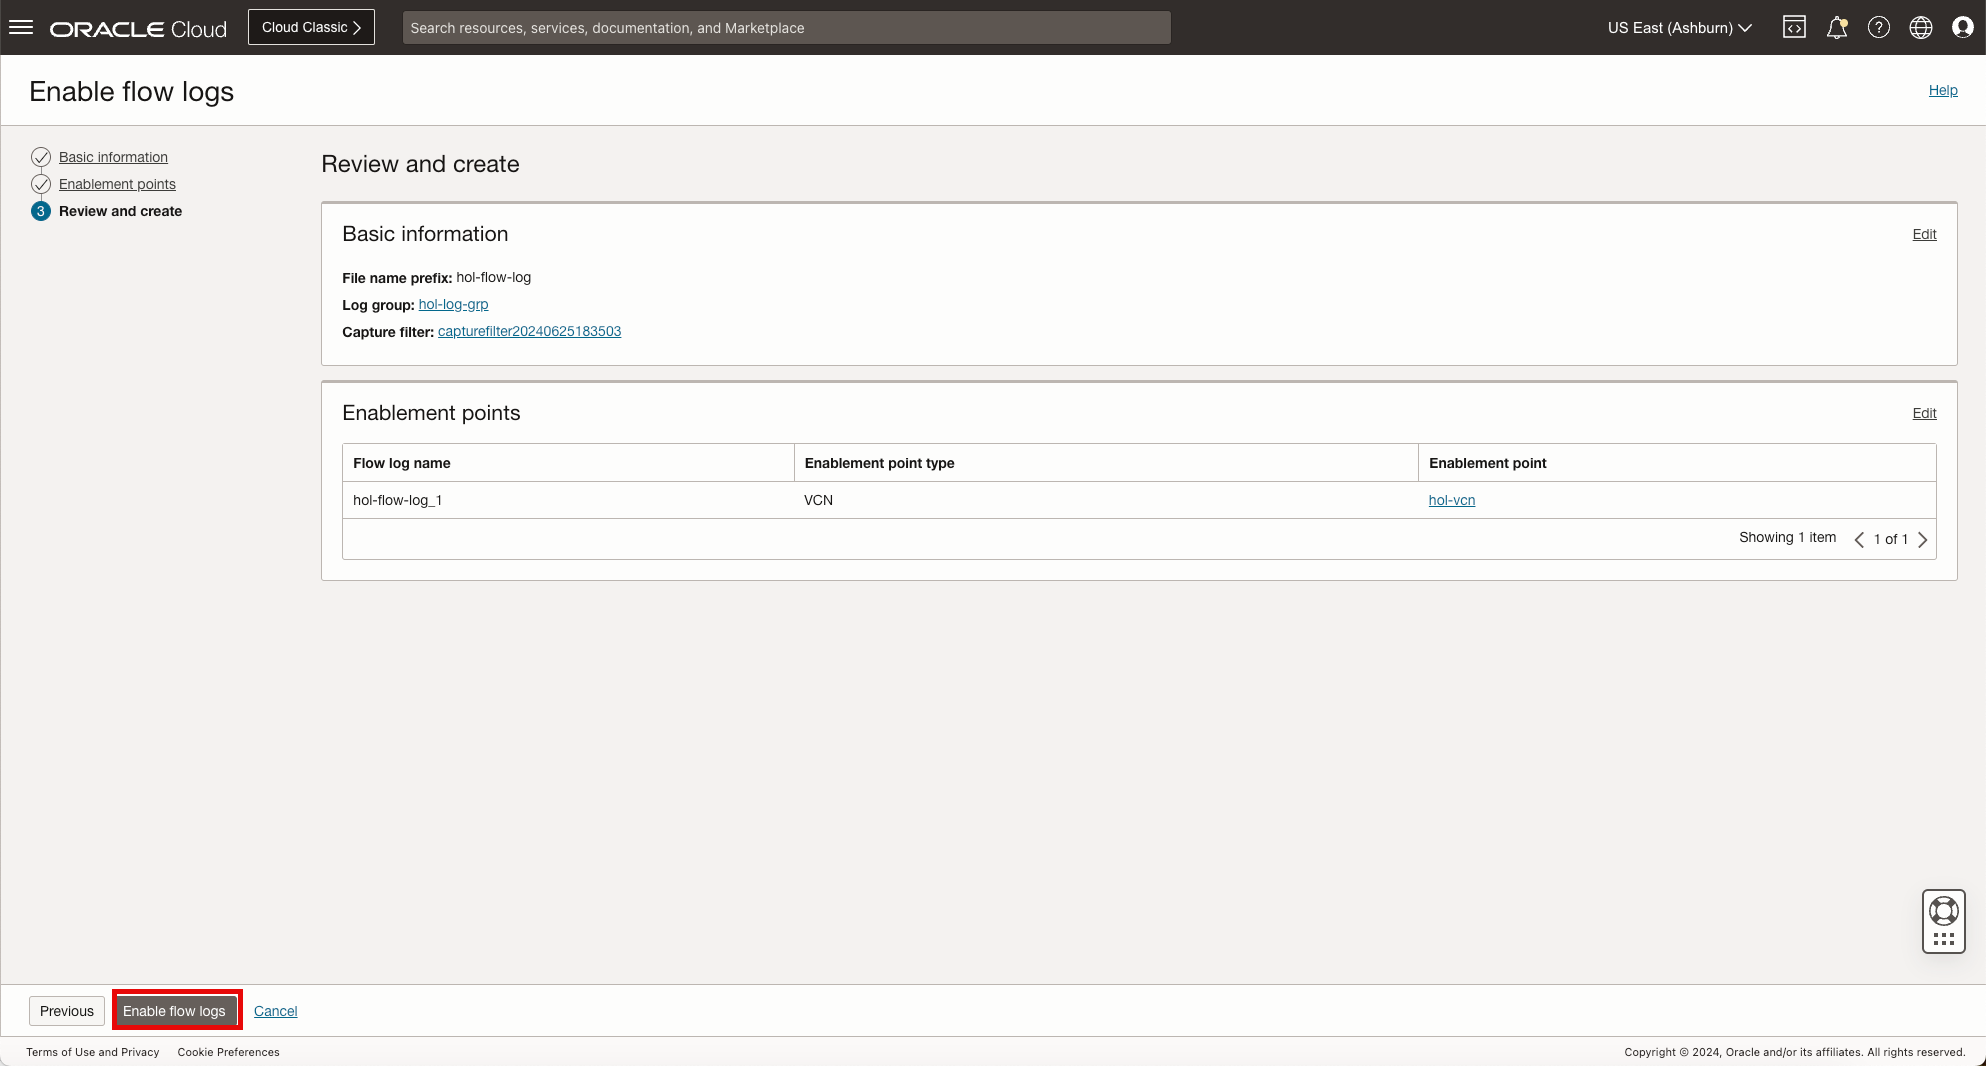 ORACLE Cloud
Cloud Classic
Search resources, services, documentation, and Marketplace
US East (Ashburn)
Enable flow logs
Help
Basic information
Enablement points
3 Review and create
Review and create
Basic information
Edit
File name prefix: hol-flow-log
Log group: hol-log-grp
Capture filter: capturefilter20240625183503
Enablement points
Edit
Flow log name Enablement point type Enablement point
hol-flow-log_1 VCN hol-vcn
Showing 1 item 1 of 1
Previous Enable flow logs Cancel
Terms of Use and Privacy Cookie Preferences
Copyright © 2024, Oracle and/or its affiliates. All rights reserved.